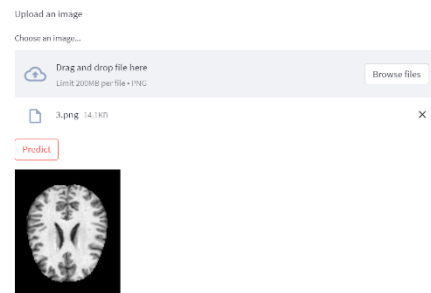 Upload an image
Choose an image...
Drag and drop file here
Browse files
Limit 200MB per file • PNG
3.png 14.1KB
Predict